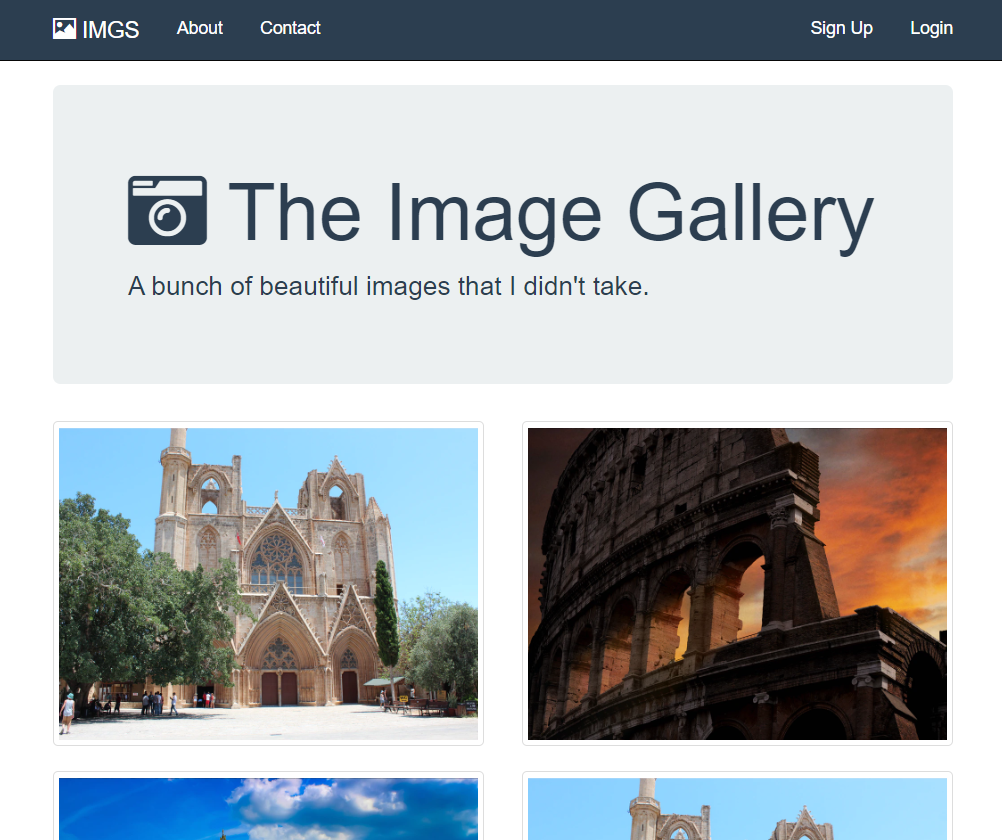 IMGS About Contact Sign Up Login
The Image Gallery
A bunch of beautiful images that I didn't take.